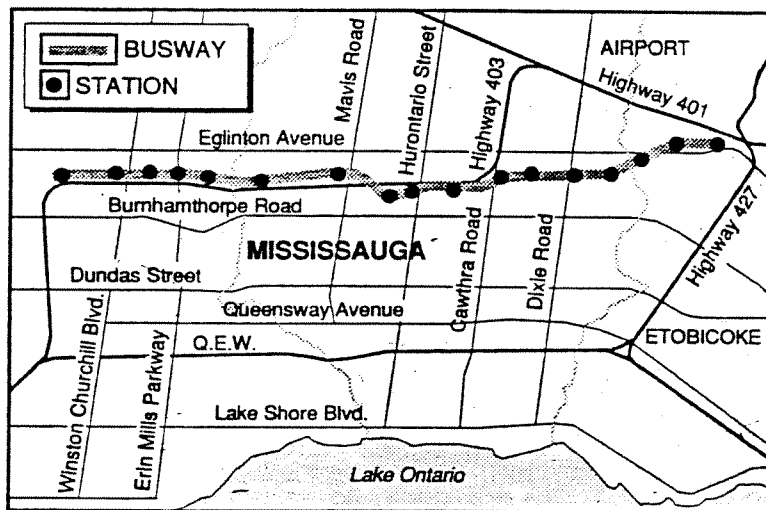 BUSWAY
STATION
AIRPORT
Highway 401
Mavis Road
Hurontario Street
Highway 403
Eglinton Avenue
Burnhamthorpe Road
MISSISSAUGA
Highway 427
Dundas Street
Cawthra Road
Dixie Road
Queensway Avenue
Q.E.W.
ETOBICOKE
Winston Churchill Blvd.
Erin Mills Parkway
Lake Shore Blvd.
Lake Ontario